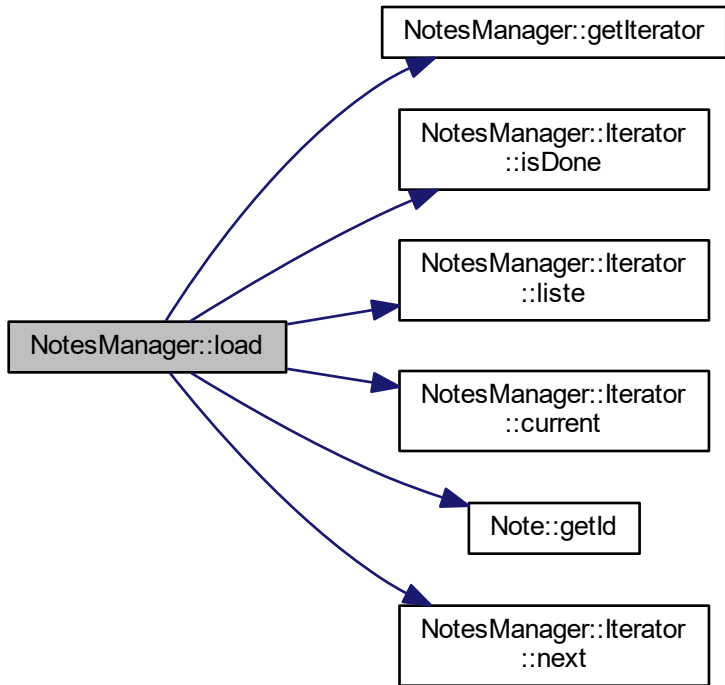 NotesManager::getIterator
NotesManager::Iterator
::isDone
NotesManager::Iterator
::liste
NotesManager::load
NotesManager::Iterator
::current
Note::getId
NotesManager::Iterator
::next